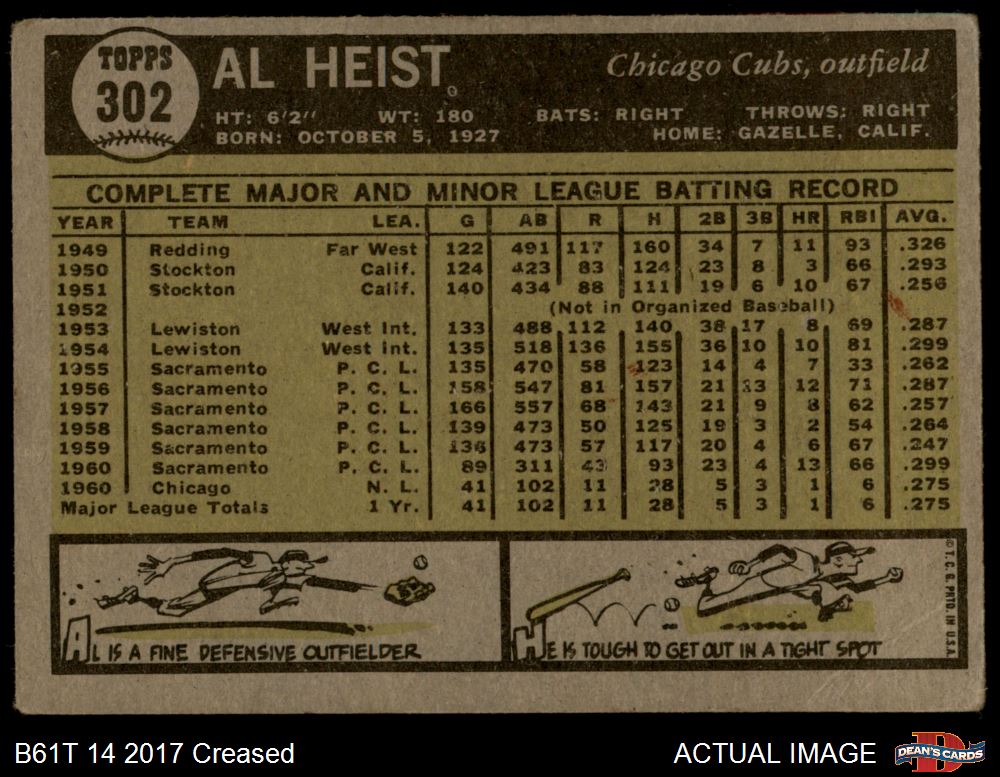 TOPPS
302
AL HEIST
Chicago Cubs, outfield
HT: 6'2" WT: 180 BATS: RIGHT THROWS: RIGHT
BORN: OCTOBER 5, 1927 HOME: GAZELLE, CALIF.
COMPLETE MAJOR AND MINOR LEAGUE BATTING RECORD
YEAR TEAM LEA. G AB R H 2B 3B HR RBI AVG.
1949 Redding Far West 122 491 117 160 34 7 11 93 .326
1950 Stockton Calif. 124 423 83 124 23 8 3 66 .293
1951 Stockton Calif. 140 434 88 111 19 6 10 67 .256
1952 (Not in Organized Baseball)
1953 Lewiston West Int. 133 488 112 140 38 17 8 69 .287
1954 Lewiston West Int. 135 518 136 155 36 10 10 81 .299
1955 Sacramento P. C. L. 135 470 58 123 14 4 7 33 .262
1956 Sacramento P. C. L. 158 547 81 157 21 13 12 71 .287
1957 Sacramento P. C. L. 166 557 68 143 21 9 8 62 .257
1958 Sacramento P. C. L. 139 473 50 125 19 3 2 54 .264
1959 Sacramento P. C. L. 136 473 57 117 20 4 6 67 .247
1960 Sacramento P. C. L. 89 311 43 93 23 4 13 66 .299
1960 Chicago N. L. 41 102 11 28 5 3 1 6 .275
Major League Totals 1 Yr. 41 102 11 28 5 3 1 6 .275
AL IS A FINE DEFENSIVE OUTFIELDER
HE IS TOUGH TO GET OUT IN A TIGHT SPOT
© T. C. G. PRTD. IN U.S.A.
B61T 14 2017 Creased
ACTUAL IMAGE
DEAN'S CARDS